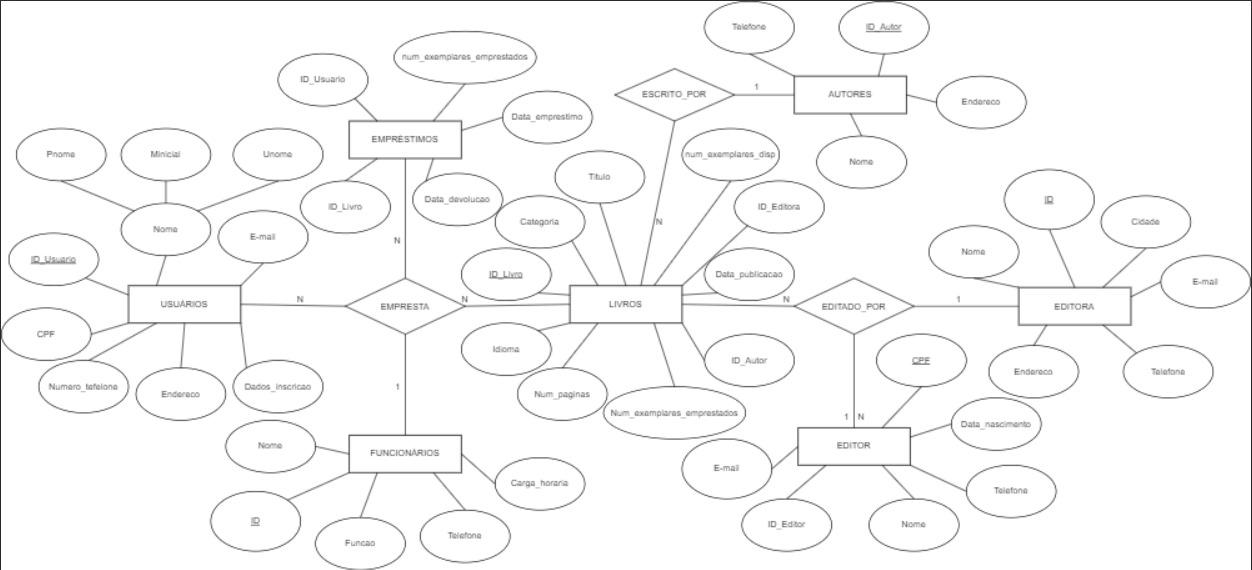 Telefone
ID_Autor
num_exemplares_emprestados
ID_Usuario
ESCRITO_POR
1
AUTORES
Endereco
Data_emprestimo
EMPRÉSTIMOS
Pnome
Minicial
Unome
num_exemplares_disp
Nome
Titulo
Data_devolucao
ID_Livro
ID_Editora
ID
Categoria
N
Cidade
Nome
E-mail
N
Nome
ID_Usuario
ID_Livro
Data_publicacao
E-mail
USUÁRIOS
N
EMPRESTA
N
LIVROS
N
EDITADO_POR
1
EDITORA
CPF
Idioma
ID_Autor
CPF
Endereco
Telefone
Numero_tefelone
Endereco
Dados_inscricao
1
Num_paginas
Num_exemplares_emprestados
1
N
Data_nascimento
Nome
FUNCIONÁRIOS
EDITOR
E-mail
Carga_horaria
Telefone
ID
Funcao
Telefone
ID_Editor
Nome